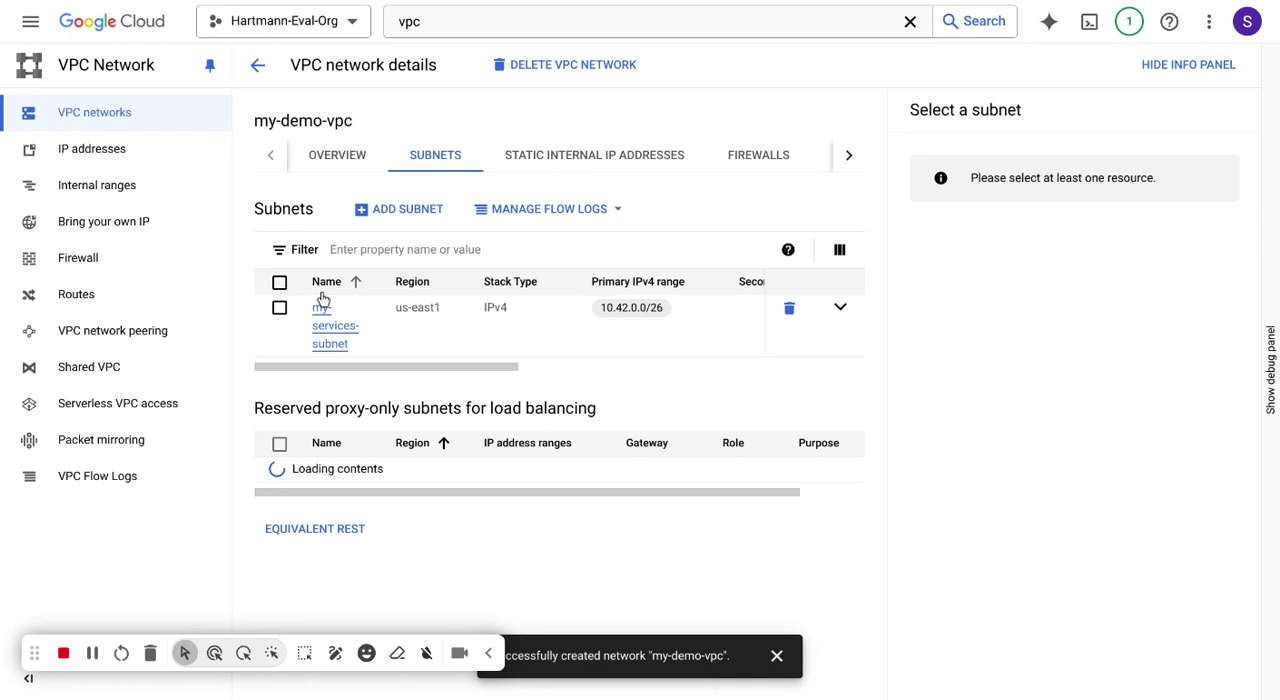 Google Cloud
Hartmann-Eval-Org
vpc
Search
1
S
VPC Network
VPC network details
DELETE VPC NETWORK
HIDE INFO PANEL
VPC networks
IP addresses
Internal ranges
Bring your own IP
Firewall
Routes
VPC network peering
Shared VPC
Serverless VPC access
Packet mirroring
VPC Flow Logs
my-demo-vpc
OVERVIEW
SUBNETS
STATIC INTERNAL IP ADDRESSES
FIREWALLS
Subnets
ADD SUBNET
MANAGE FLOW LOGS
Filter
Enter property name or value
Name
Region
Stack Type
Primary IPv4 range
Secon
my-
services-
subnet
us-east1
IPv4
10.42.0.0/26
Reserved proxy-only subnets for load balancing
Name
Region
IP address ranges
Gateway
Role
Purpose
Loading contents
EQUIVALENT REST
Select a subnet
Please select at least one resource.
Show debug panel
ccessfully created network "my-demo-vpc".